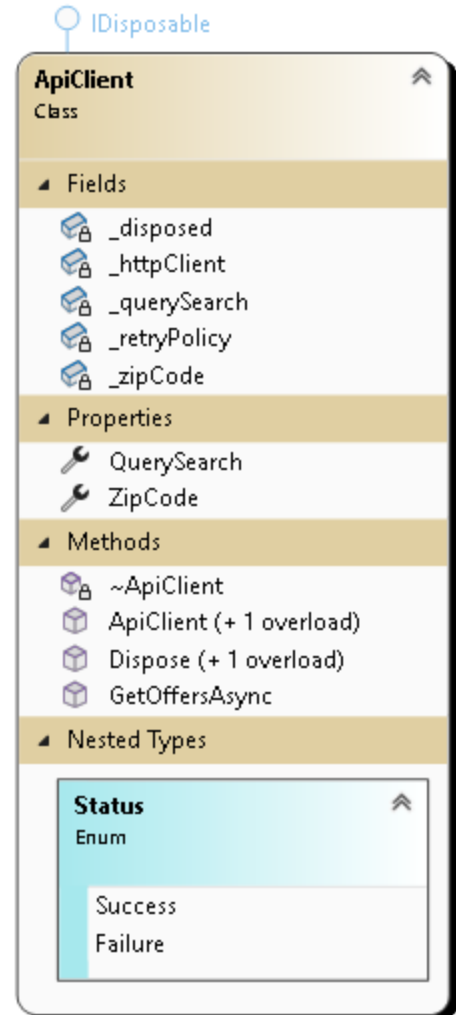 IDisposable
ApiClient
Class
Fields
_disposed
_httpClient
_querySearch
_retryPolicy
_zipCode
Properties
QuerySearch
ZipCode
Methods
~ApiClient
ApiClient (+ 1 overload)
Dispose (+ 1 overload)
GetOffersAsync
Nested Types
Status
Enum
Success
Failure